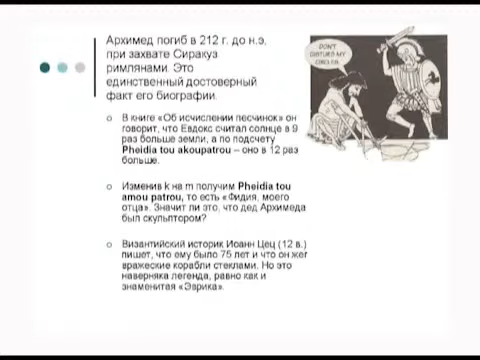 Архимед погиб в 212 г. до н.э.
при захвате Сиракуз
римлянами. Это
единственный достоверный
факт его биографии.
DON'T
DISTURB MY
CIRCLES.
В книге «Об исчислении песчинок» он
говорит, что Евдокс считал солнце в 9
раз больше земли, а по подсчету
Pheidia tou akoupatrou – оно в 12 раз
больше.
Изменив k на m получим Pheidia tou
amou patrou, то есть «Фидия, моего
отца». Значит ли это, что дед Архимеда
был скульптором?
Византийский историк Иоанн Цец (12 в.)
пишет, что ему было 75 лет и что он жег
вражеские корабли стеклами. Но это
наверняка легенда, равно как и
знаменитая «Эврика».